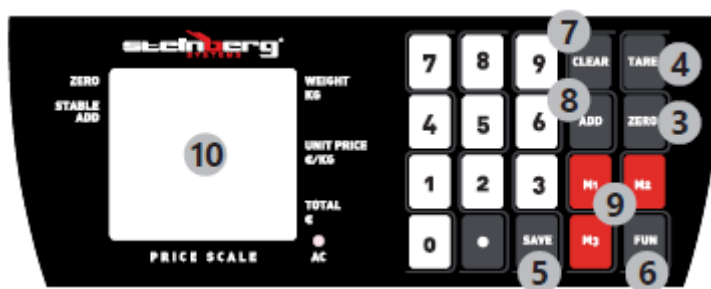 steinberg
SYSTEMS
ZERO
STABLE
ADD
10
WEIGHT
KG
UNIT PRICE
€/KG
TOTAL
€
AC
PRICE SCALE
7
7 8 9 CLEAR TARE 4
8
4 5 6 ADD ZERO 3
1 2 3 M1 M2
9
0 . SAVE M3 FUN
5 6